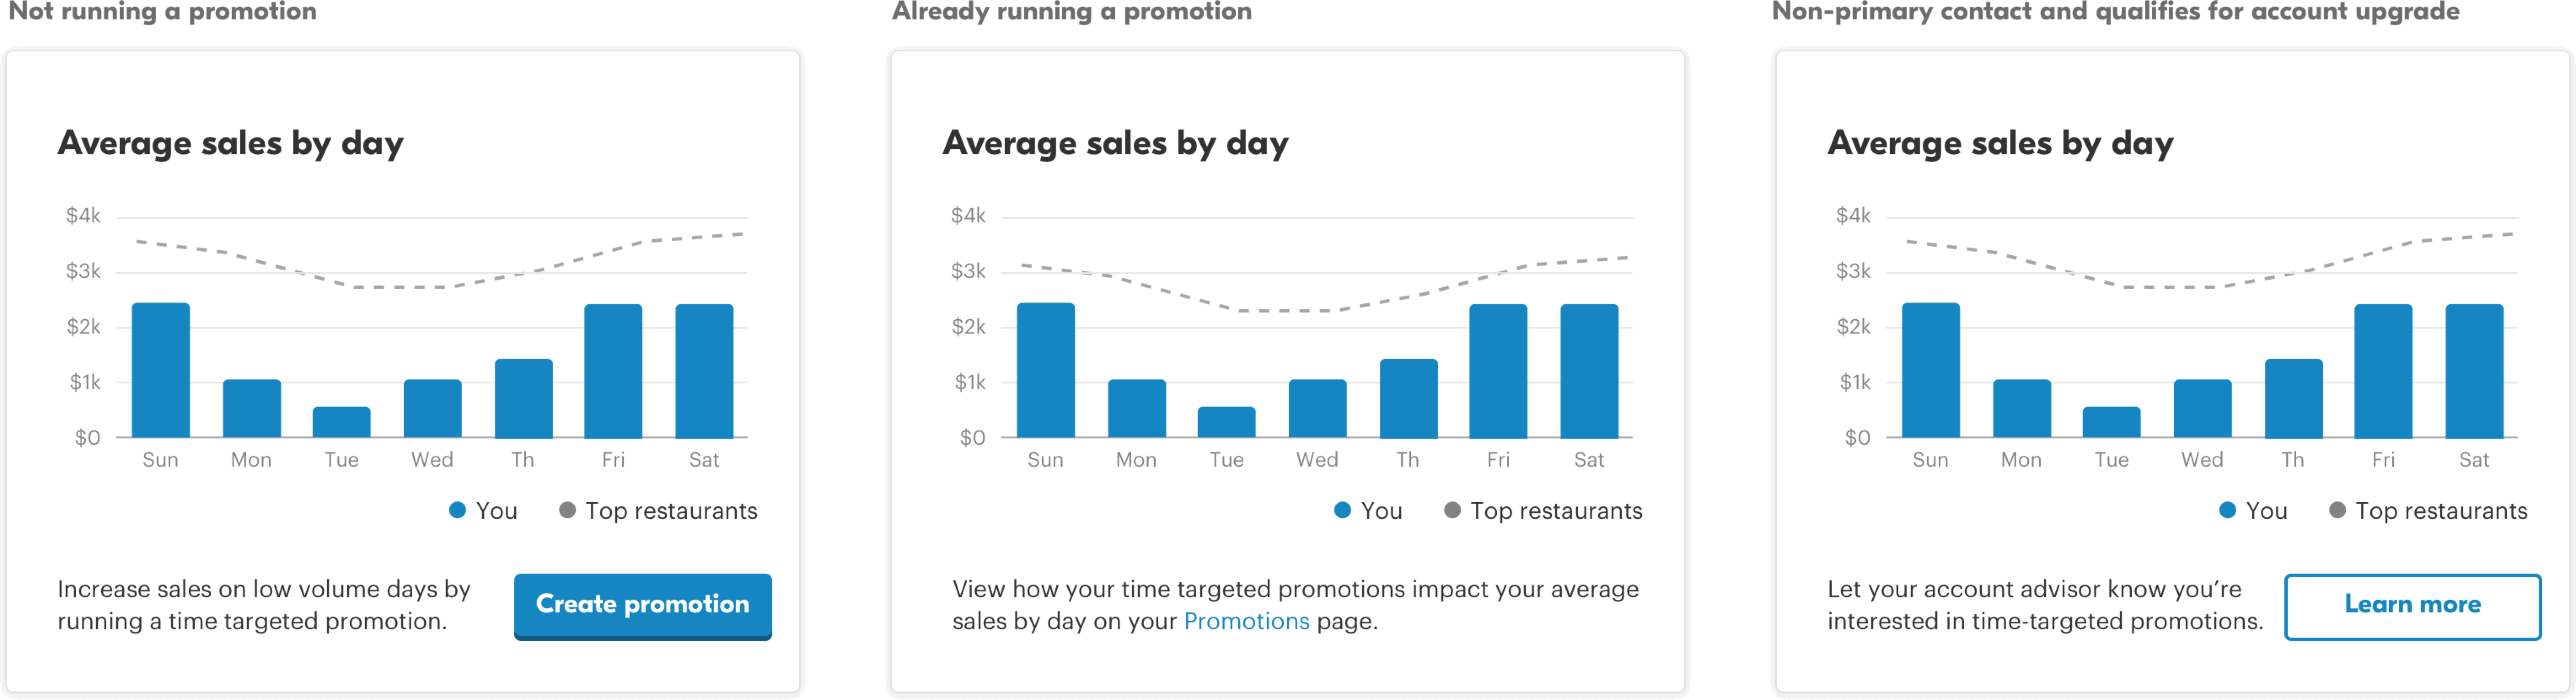 Not running a promotion
Average sales by day
$4k
$3k
$2k
$1k
$0
Sun Mon Tue Wed Th Fri Sat
You Top restaurants
Increase sales on low volume days by
running a time targeted promotion.
Create promotion
Already running a promotion
Average sales by day
$4k
$3k
$2k
$1k
$0
Sun Mon Tue Wed Th Fri Sat
You Top restaurants
View how your time targeted promotions impact your average
sales by day on your Promotions page.
Non-primary contact and qualifies for account upgrade
Average sales by day
$4k
$3k
$2k
$1k
$0
Sun Mon Tue Wed Th Fri Sat
You Top restaurants
Let your account advisor know you’re
interested in time-targeted promotions.
Learn more